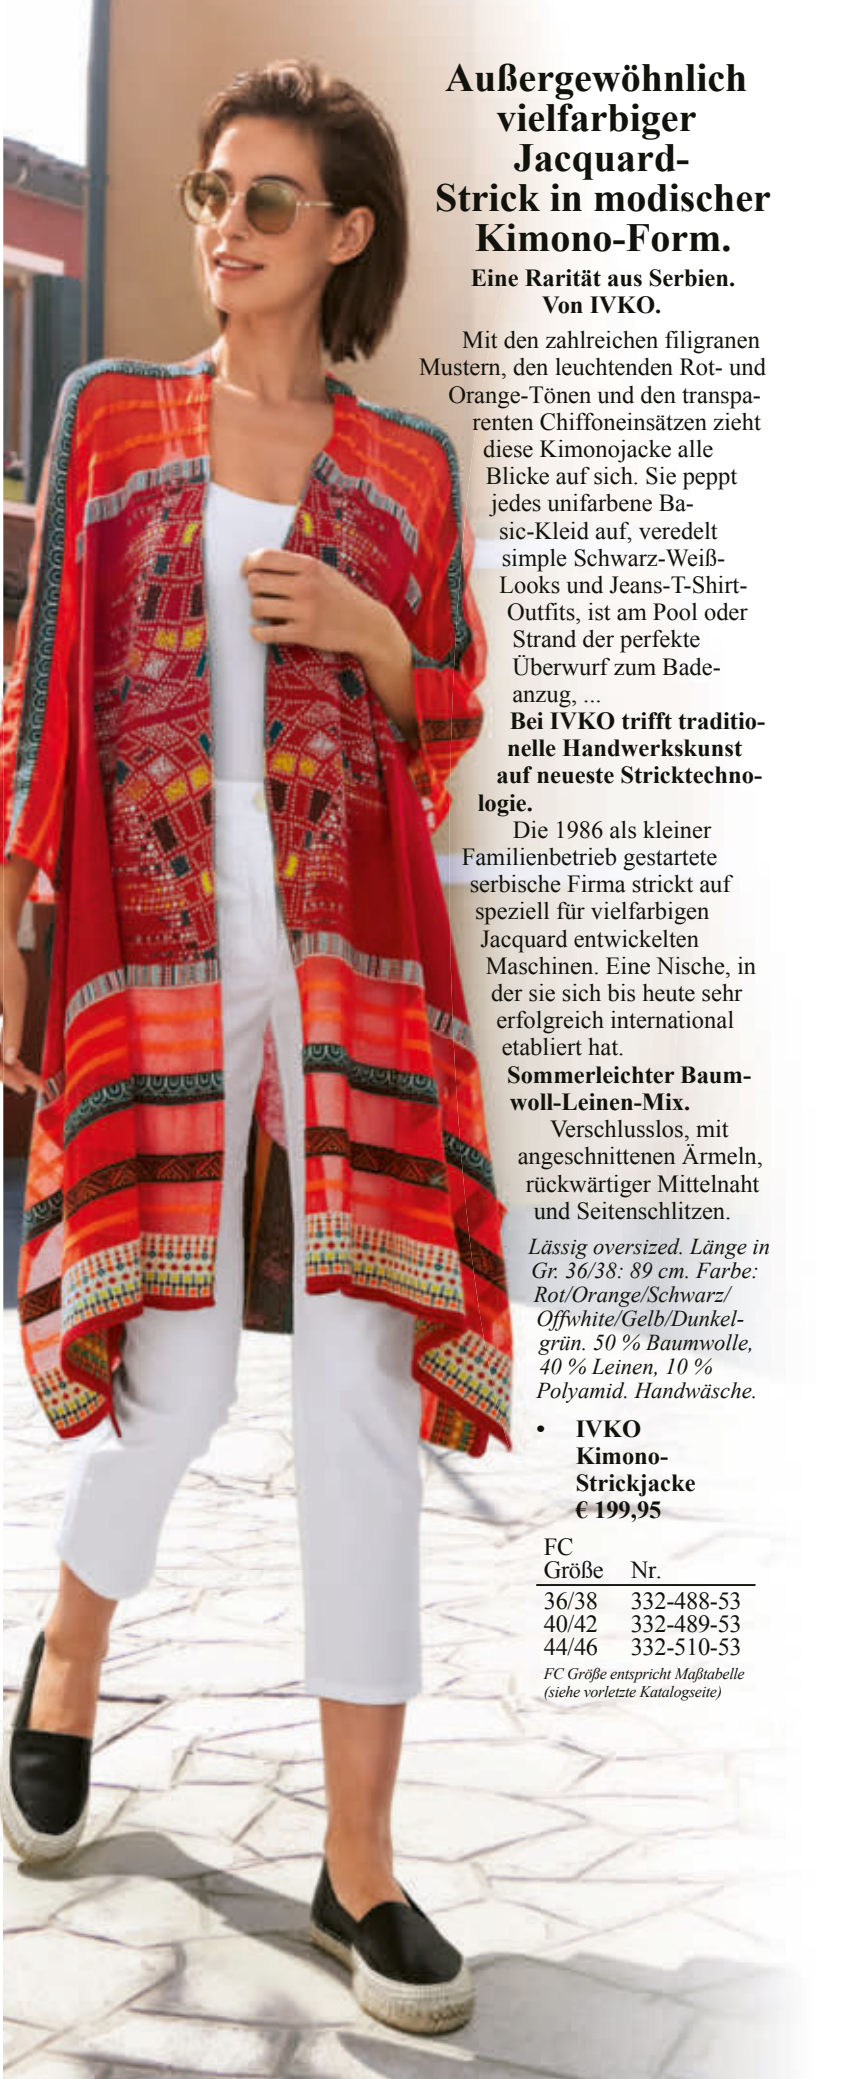 Außergewöhnlich
vielfarbiger
Jacquard-
Strick in modischer
Kimono-Form.
Eine Rarität aus Serbien.
Von IVKO.
Mit den zahlreichen filigranen
Mustern, den leuchtenden Rot- und
Orange-Tönen und den transpa-
renten Chiffoneinsätzen zieht
diese Kimonojacke alle
Blicke auf sich. Sie peppt
jedes unifarbene Ba-
sic-Kleid auf, veredelt
simple Schwarz-Weiß-
Looks und Jeans-T-Shirt-
Outfits, ist am Pool oder
Strand der perfekte
Überwurf zum Bade-
anzug, ...
Bei IVKO trifft traditio-
nelle Handwerkskunst
auf neueste Stricktechno-
logie.
Die 1986 als kleiner
Familienbetrieb gestartete
serbische Firma strickt auf
speziell für vielfarbigen
Jacquard entwickelten
Maschinen. Eine Nische, in
der sie sich bis heute sehr
erfolgreich international
etabliert hat.
Sommerleichter Baum-
woll-Leinen-Mix.
Verschlusslos, mit
angeschnittenen Ärmeln,
rückwärtiger Mittelnaht
und Seitenschlitzen.
Lässig oversized. Länge in
Gr. 36/38: 89 cm. Farbe:
Rot/Orange/Schwarz/
Offwhite/Gelb/Dunkel-
grün. 50 % Baumwolle,
40 % Leinen, 10 %
Polyamid. Handwäsche.
• IVKO
Kimono-
Strickjacke
€ 199,95
FC
Größe Nr.
36/38 332-488-53
40/42 332-489-53
44/46 332-510-53
FC Größe entspricht Maßtabelle
(siehe vorletzte Katalogseite)